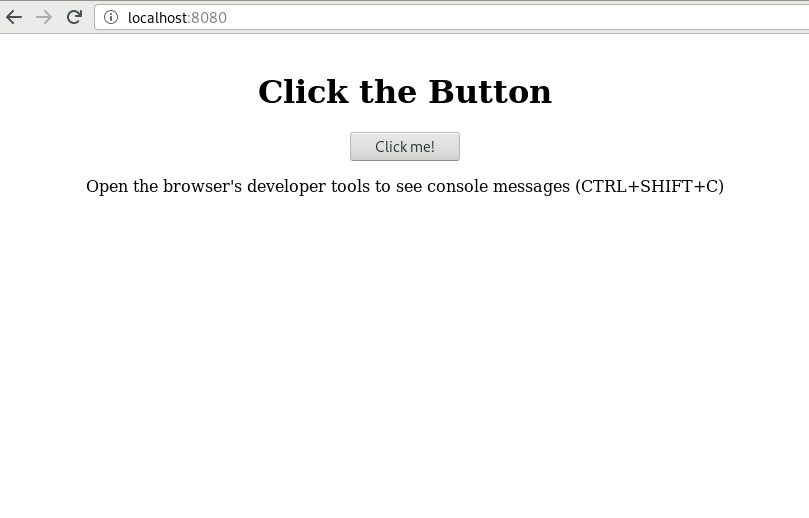 localhost:8080
Click the Button
Click me!
Open the browser's developer tools to see console messages (CTRL+SHIFT+C)